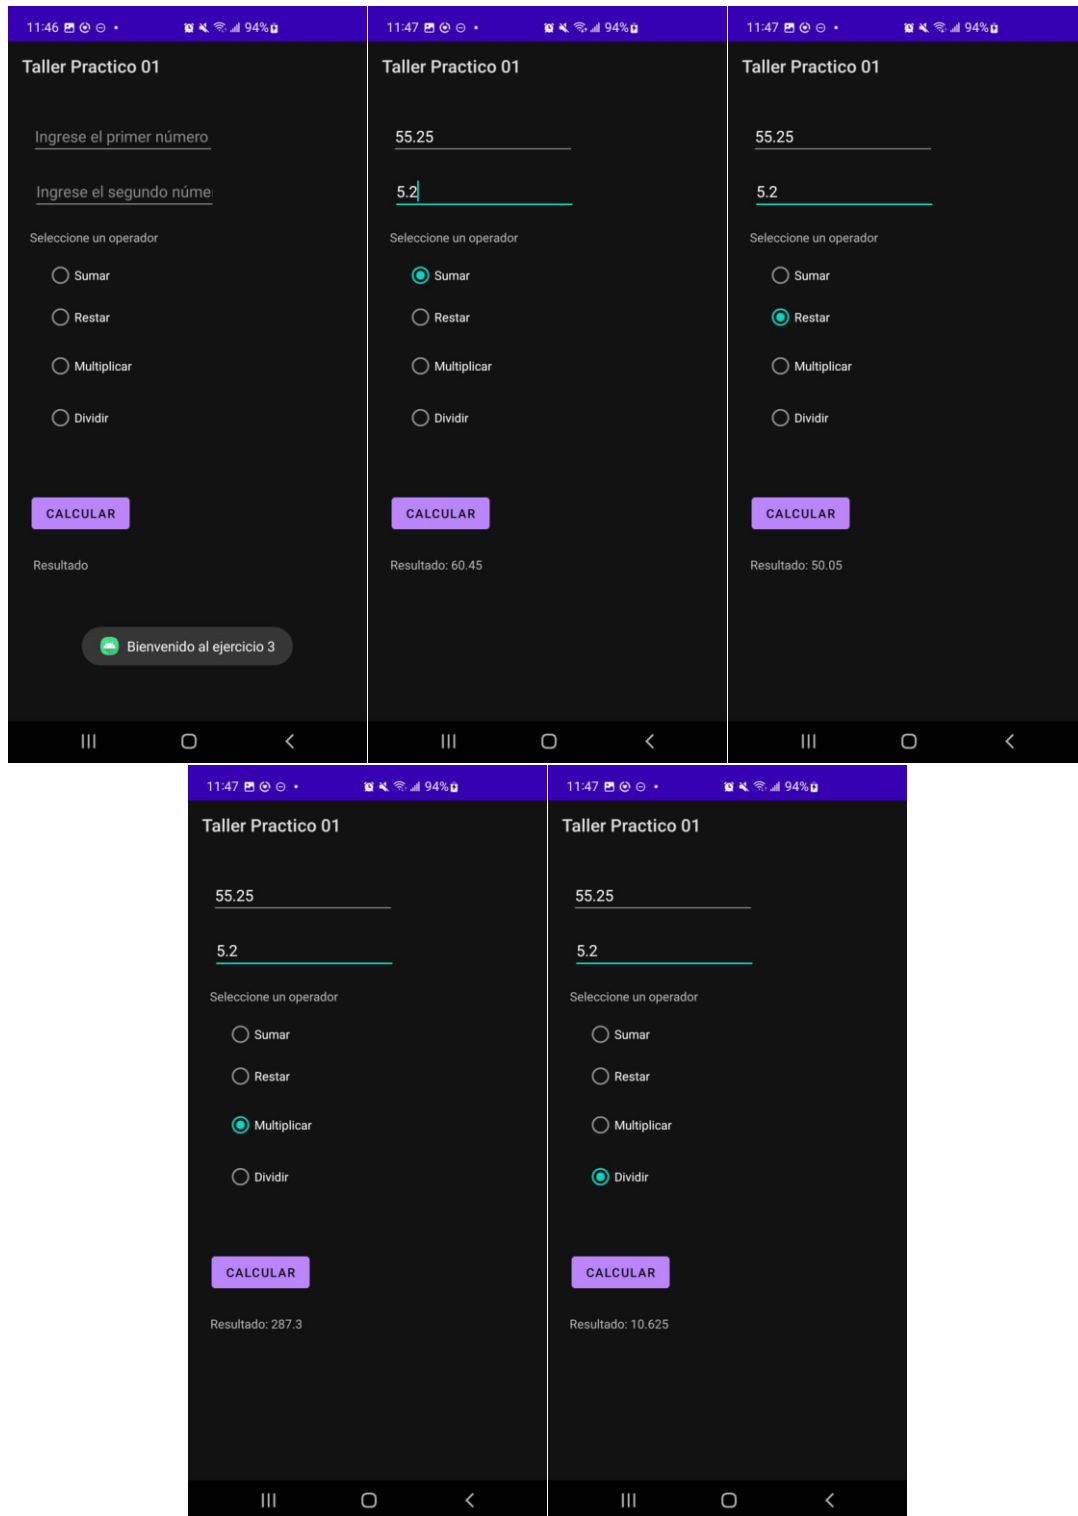 11:46
94%
Taller Practico 01
Ingrese el primer número
Ingrese el segundo núme
Seleccione un operador
Sumar
Restar
Multiplicar
Dividir
CALCULAR
Resultado
Bienvenido al ejercicio 3
11:47
94%
Taller Practico 01
55.25
5.2
Seleccione un operador
Sumar
Restar
Multiplicar
Dividir
CALCULAR
Resultado: 60.45
11:47
94%
Taller Practico 01
55.25
5.2
Seleccione un operador
Sumar
Restar
Multiplicar
Dividir
CALCULAR
Resultado: 50.05
11:47
94%
Taller Practico 01
55.25
5.2
Seleccione un operador
Sumar
Restar
Multiplicar
Dividir
CALCULAR
Resultado: 287.3
11:47
94%
Taller Practico 01
55.25
5.2
Seleccione un operador
Sumar
Restar
Multiplicar
Dividir
CALCULAR
Resultado: 10.625